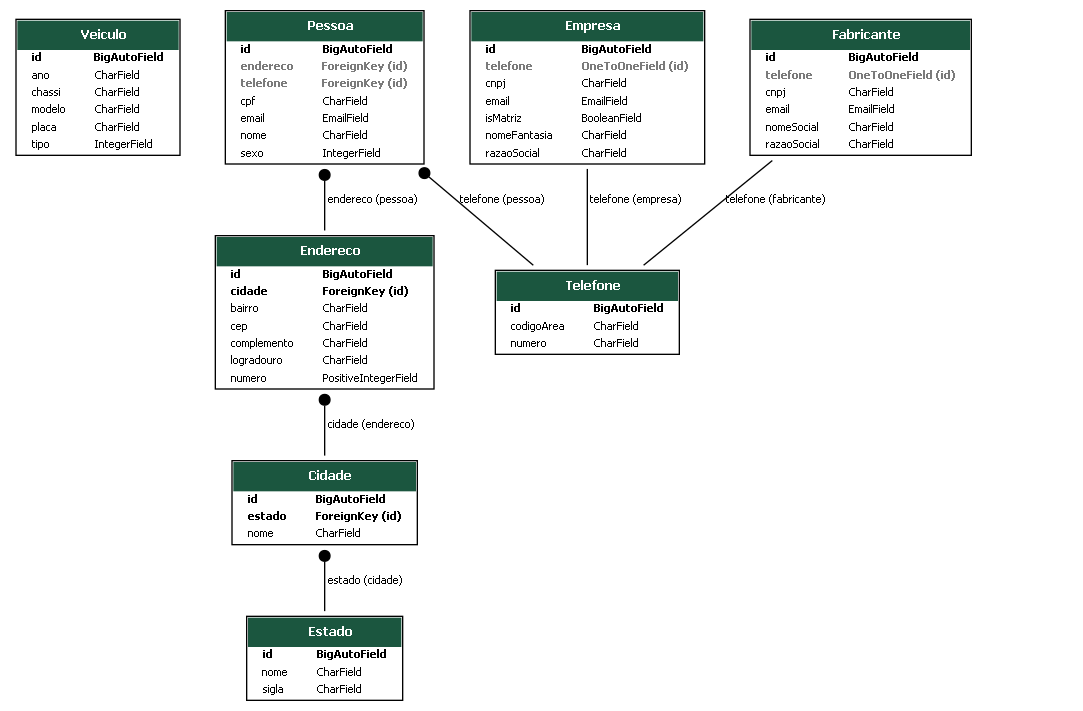 Veiculo
id BigAutoField
ano CharField
chassi CharField
modelo CharField
placa CharField
tipo IntegerField
Pessoa
id BigAutoField
endereco ForeignKey (id)
telefone ForeignKey (id)
cpf CharField
email EmailField
nome CharField
sexo IntegerField
Empresa
id BigAutoField
telefone OneToOneField (id)
cnpj CharField
email EmailField
isMatriz BooleanField
nomeFantasia CharField
razaoSocial CharField
Fabricante
id BigAutoField
telefone OneToOneField (id)
cnpj CharField
email EmailField
nomeSocial CharField
razaoSocial CharField
endereco (pessoa)
telefone (pessoa)
telefone (empresa)
telefone (fabricante)
Endereco
id BigAutoField
cidade ForeignKey (id)
bairro CharField
cep CharField
complemento CharField
logradouro CharField
numero PositiveIntegerField
Telefone
id BigAutoField
codigoArea CharField
numero CharField
cidade (endereco)
Cidade
id BigAutoField
estado ForeignKey (id)
nome CharField
estado (cidade)
Estado
id BigAutoField
nome CharField
sigla CharField